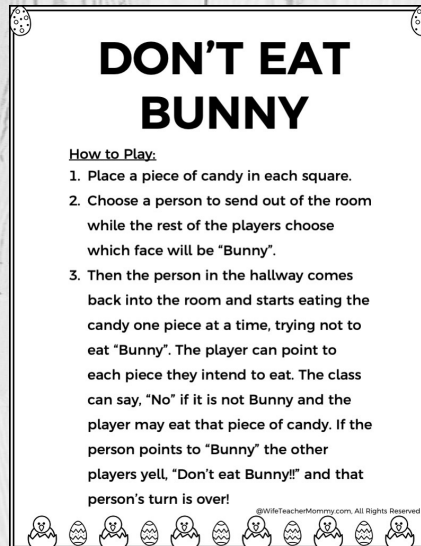 DON'T EAT
BUNNY
How to Play:
1. Place a piece of candy in each square.
2. Choose a person to send out of the room
while the rest of the players choose
which face will be "Bunny".
3. Then the person in the hallway comes
back into the room and starts eating the
candy one piece at a time, trying not to
eat "Bunny". The player can point to
each piece they intend to eat. The class
can say, "No" if it is not Bunny and the
player may eat that piece of candy. If the
person points to "Bunny" the other
players yell, "Don't eat Bunny!!" and that
person's turn is over!
@WifeTeacherMommy.com, All Rights Reserved